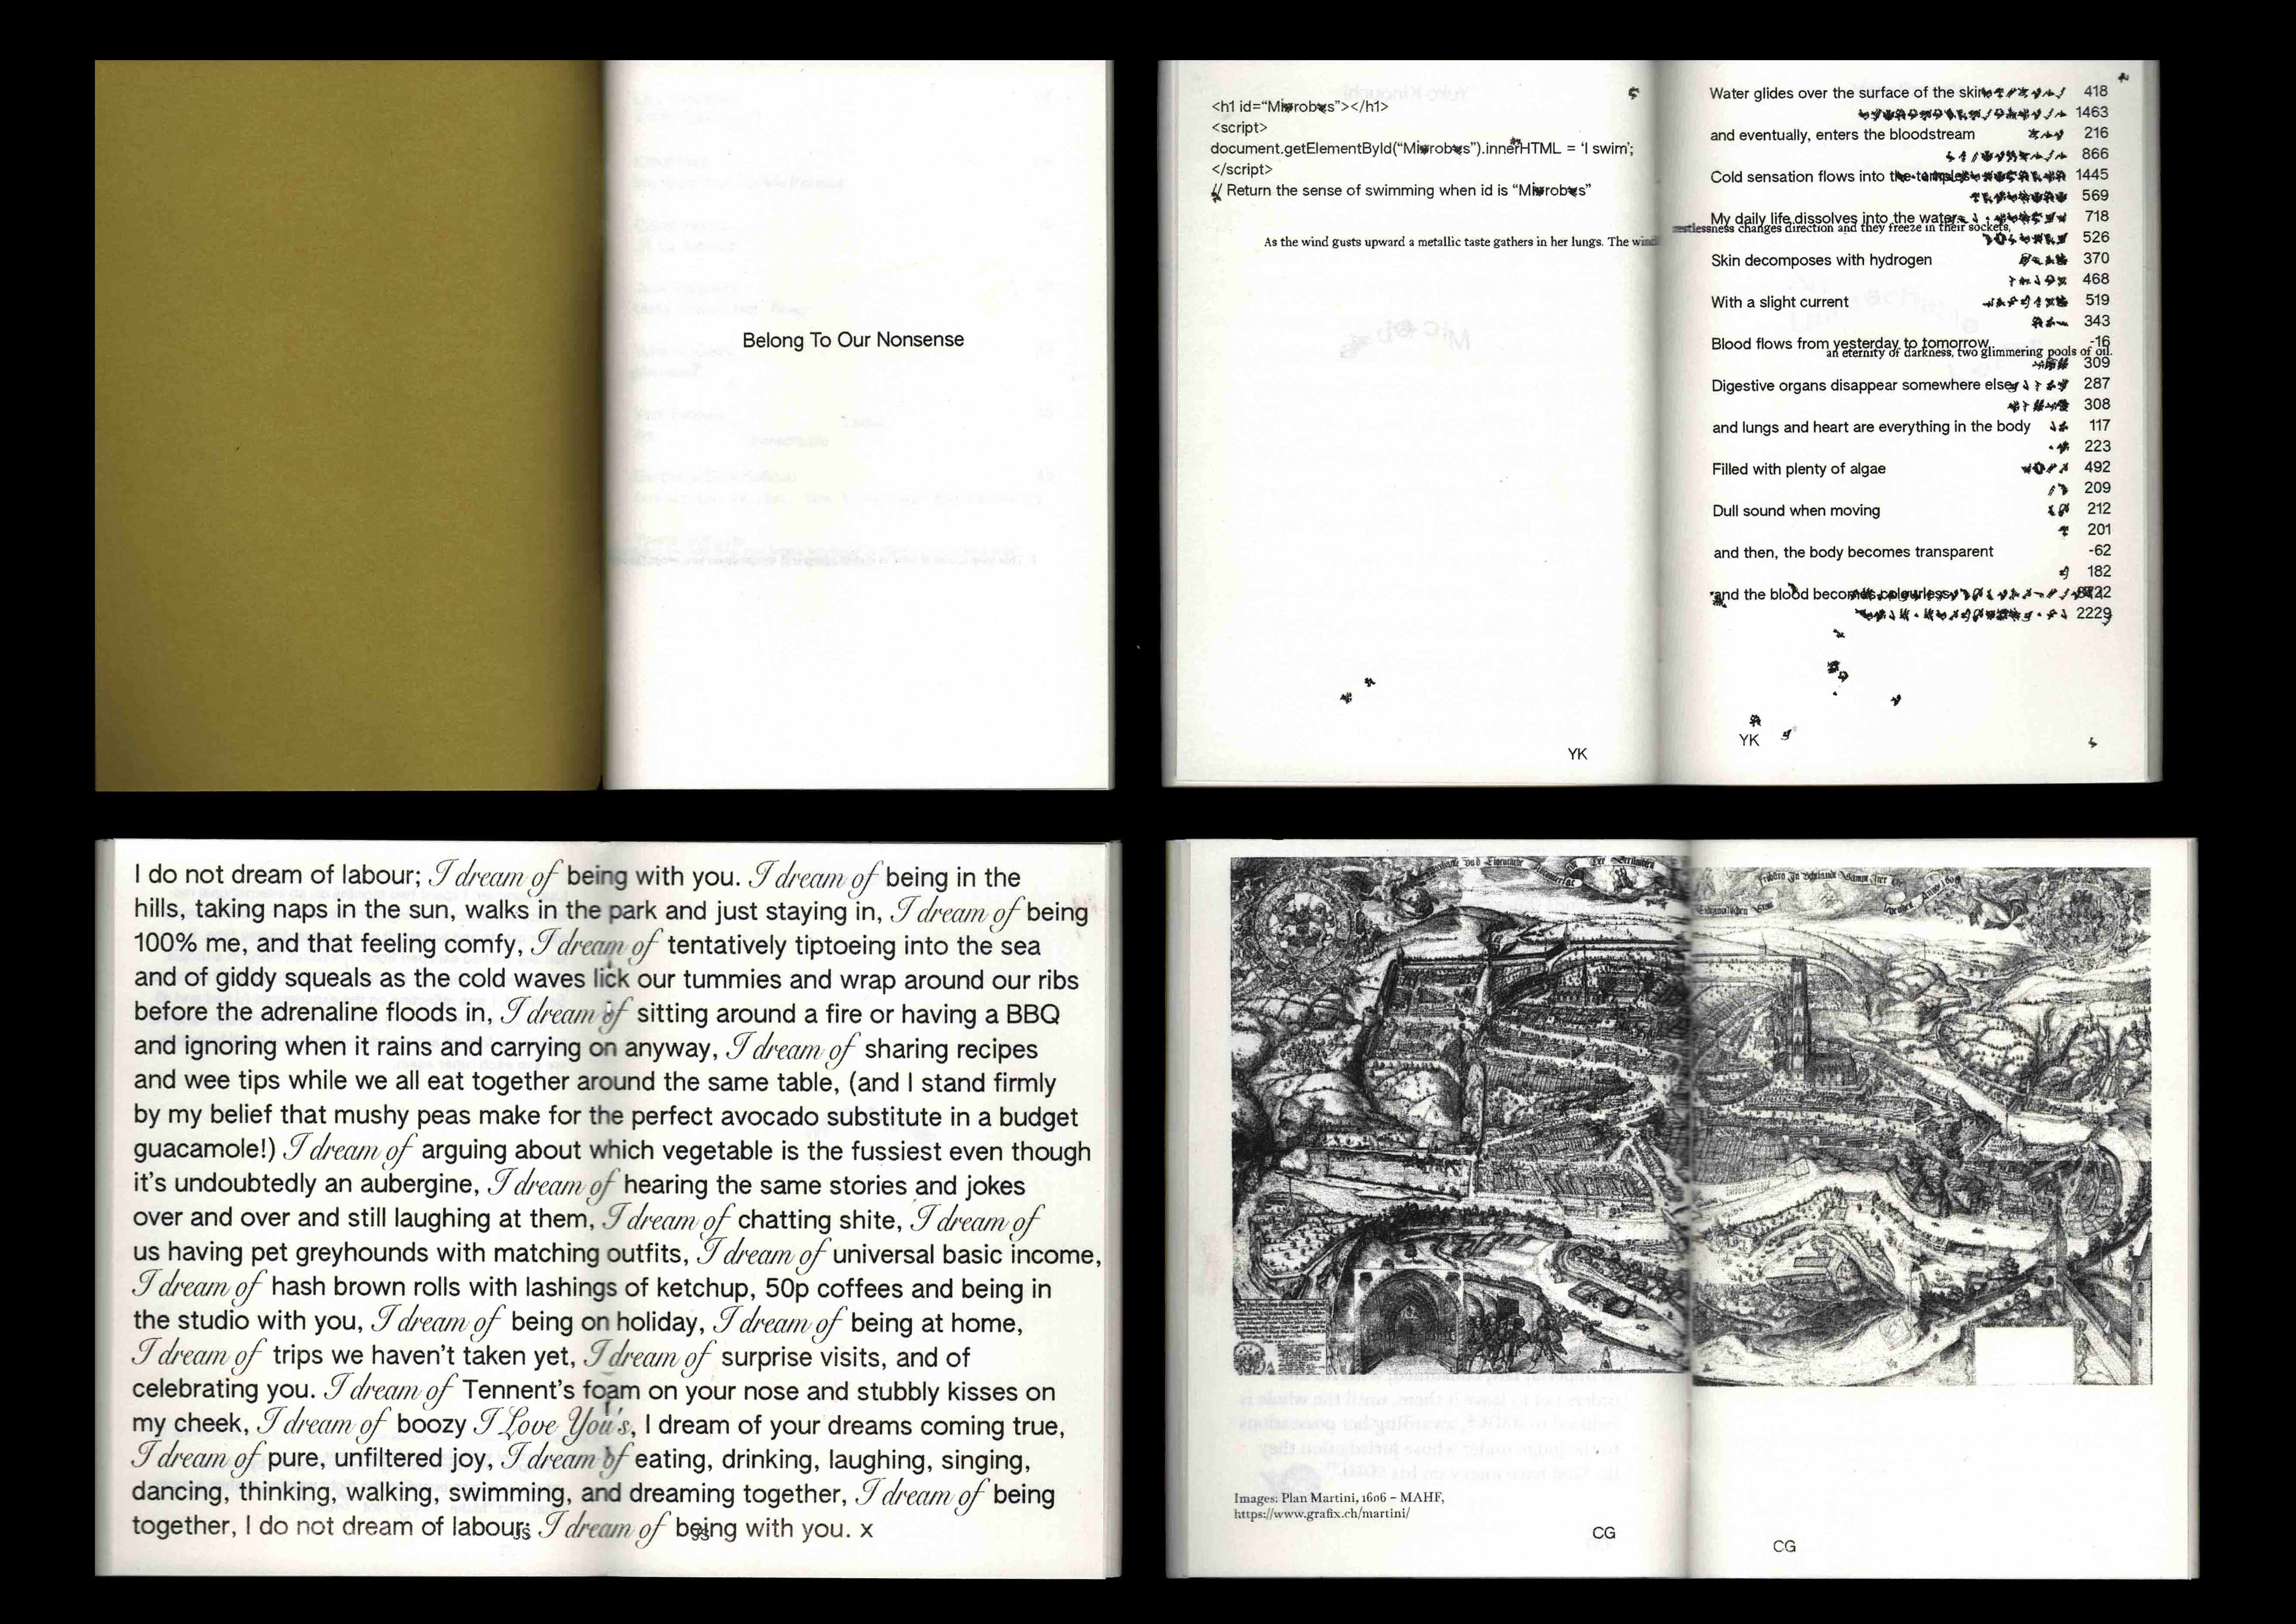 Belong To Our Nonsense
<h1 id="Microbes"></h1>
<script>
document.getElementById("Microbes").innerHTML = 'I swim';
</script>
// Return the sense of swimming when id is "Microbes"
As the wind gusts upward a metallic taste gathers in her lungs. The wind
YK
Water glides over the surface of the skin 418
1463
and eventually, enters the bloodstream 216
866
Cold sensation flows into the temples 1445
569
My daily life dissolves into the water 718
restlessness changes direction and they freeze in their sockets,
526
Skin decomposes with hydrogen 370
468
With a slight current 519
343
Blood flows from yesterday to tomorrow -16
an eternity of darkness, two glimmering pools of oil.
309
Digestive organs disappear somewhere else 287
308
and lungs and heart are everything in the body 117
223
Filled with plenty of algae 492
209
Dull sound when moving 212
201
and then, the body becomes transparent -62
182
and the blood becomes colourless
2229
YK
I do not dream of labour; I dream of being with you. I dream of being in the
hills, taking naps in the sun, walks in the park and just staying in, I dream of being
100% me, and that feeling comfy, I dream of tentatively tiptoeing into the sea
and of giddy squeals as the cold waves lick our tummies and wrap around our ribs
before the adrenaline floods in, I dream of sitting around a fire or having a BBQ
and ignoring when it rains and carrying on anyway, I dream of sharing recipes
and wee tips while we all eat together around the same table, (and I stand firmly
by my belief that mushy peas make for the perfect avocado substitute in a budget
guacamole!) I dream of arguing about which vegetable is the fussiest even though
it's undoubtedly an aubergine, I dream of hearing the same stories and jokes
over and over and still laughing at them, I dream of chatting shite, I dream of
us having pet greyhounds with matching outfits, I dream of universal basic income,
I dream of hash brown rolls with lashings of ketchup, 50p coffees and being in
the studio with you, I dream of being on holiday, I dream of being at home,
I dream of trips we haven't taken yet, I dream of surprise visits, and of
celebrating you. I dream of Tennent's foam on your nose and stubbly kisses on
my cheek, I dream of boozy I Love You's, I dream of your dreams coming true,
I dream of pure, unfiltered joy, I dream of eating, drinking, laughing, singing,
dancing, thinking, walking, swimming, and dreaming together, I dream of being
together, I do not dream of labour; I dream of being with you. x
Images: Plan Martini, 1606 – MAHF,
https://www.grafix.ch/martini/
CG
CG